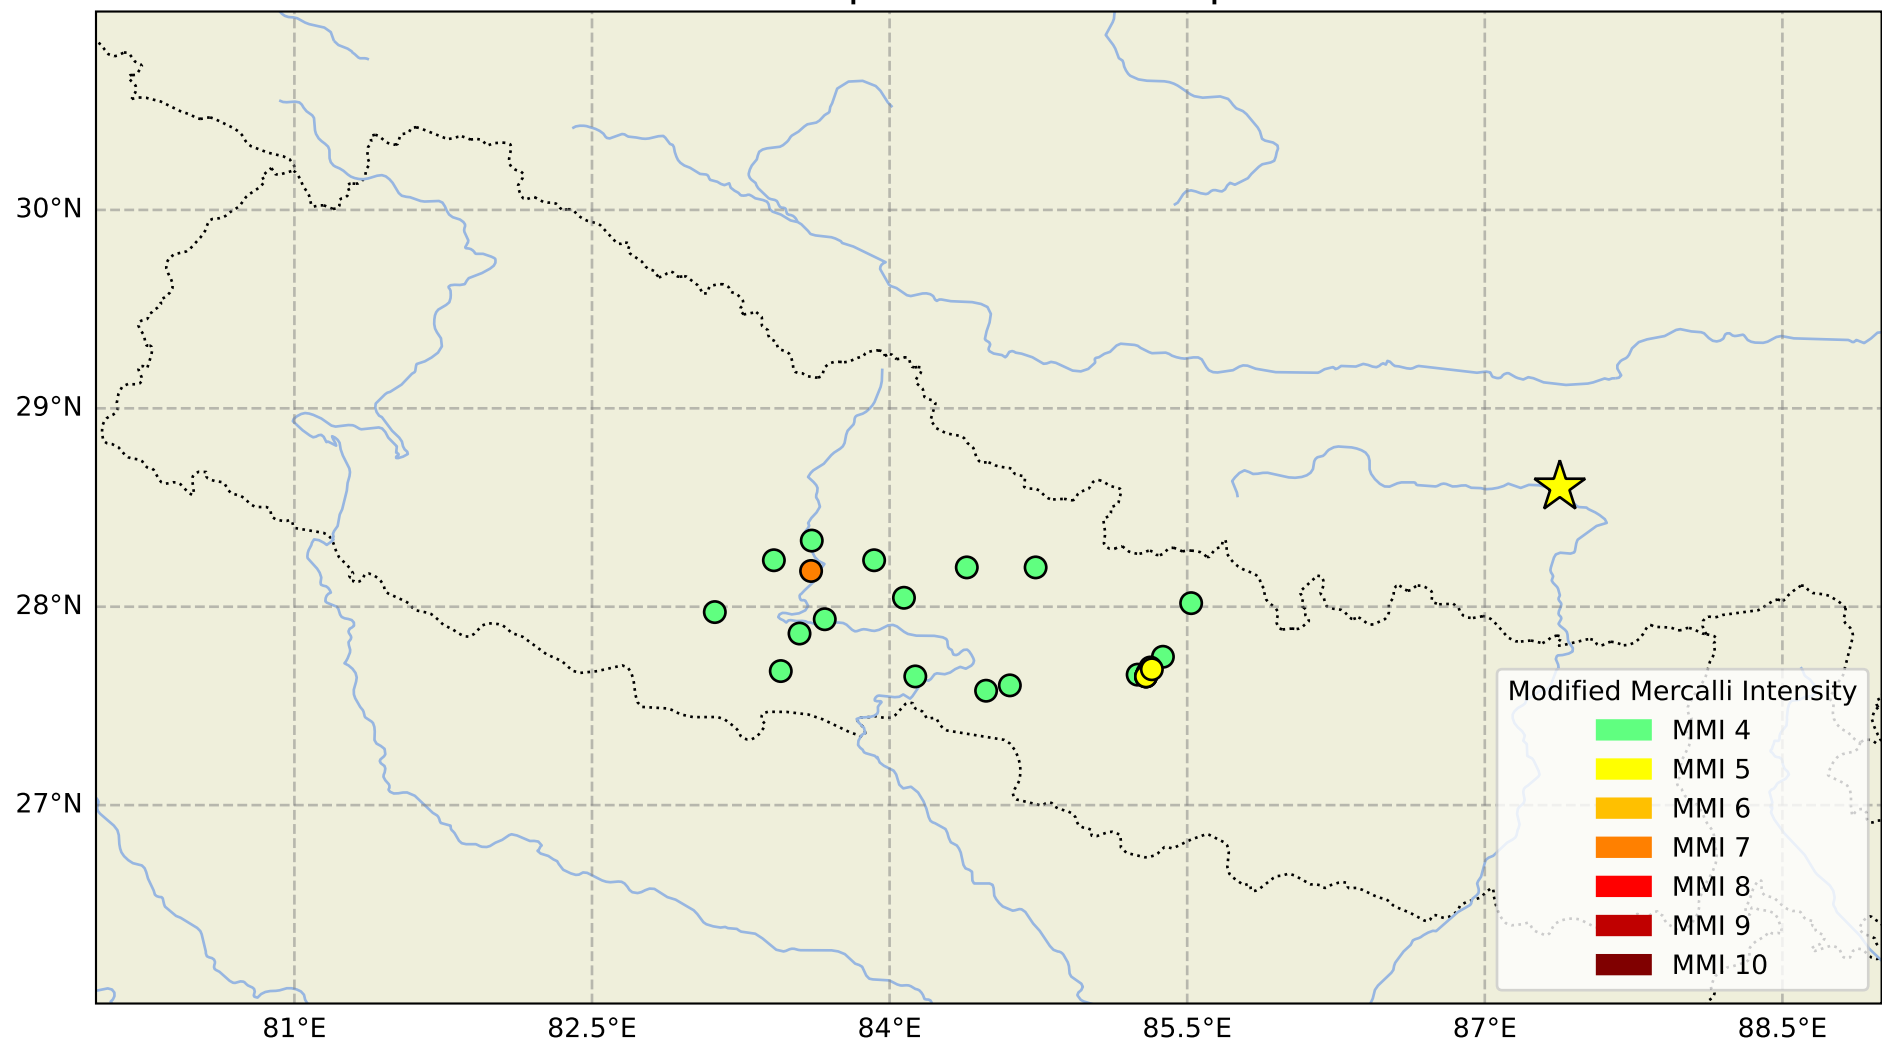 30°N
29°N
28°N
27°N
81°E
82.5°E
84°E
85.5°E
87°E
88.5°E
Modified Mercalli Intensity
MMI 4
MMI 5
MMI 6
MMI 7
MMI 8
MMI 9
MMI 10